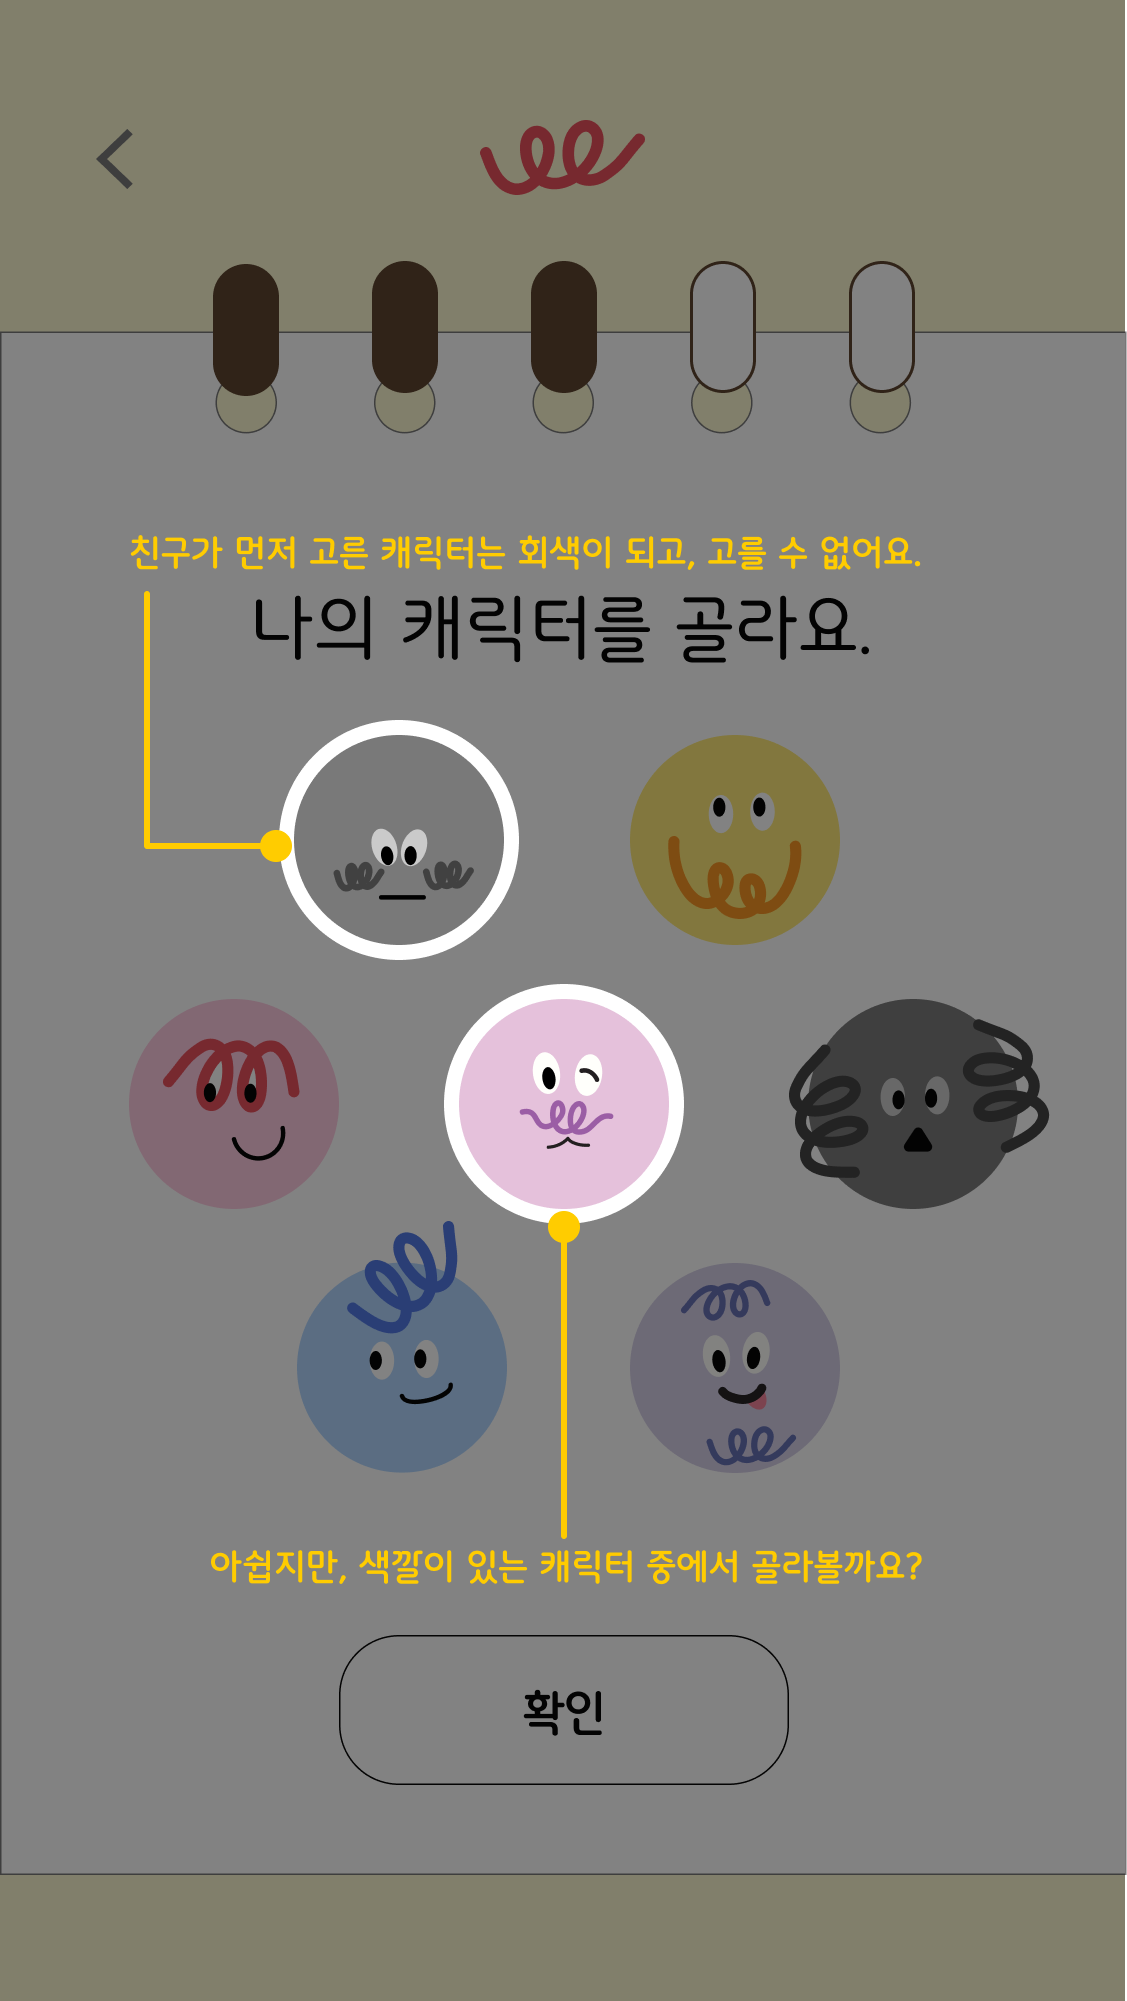 친구가 먼저 고른 캐릭터는 회색이 되고, 고를 수 없어요.
나의 캐릭터를 골라요.
아쉽지만, 색깔이 있는 캐릭터 중에서 골라볼까요?
확인